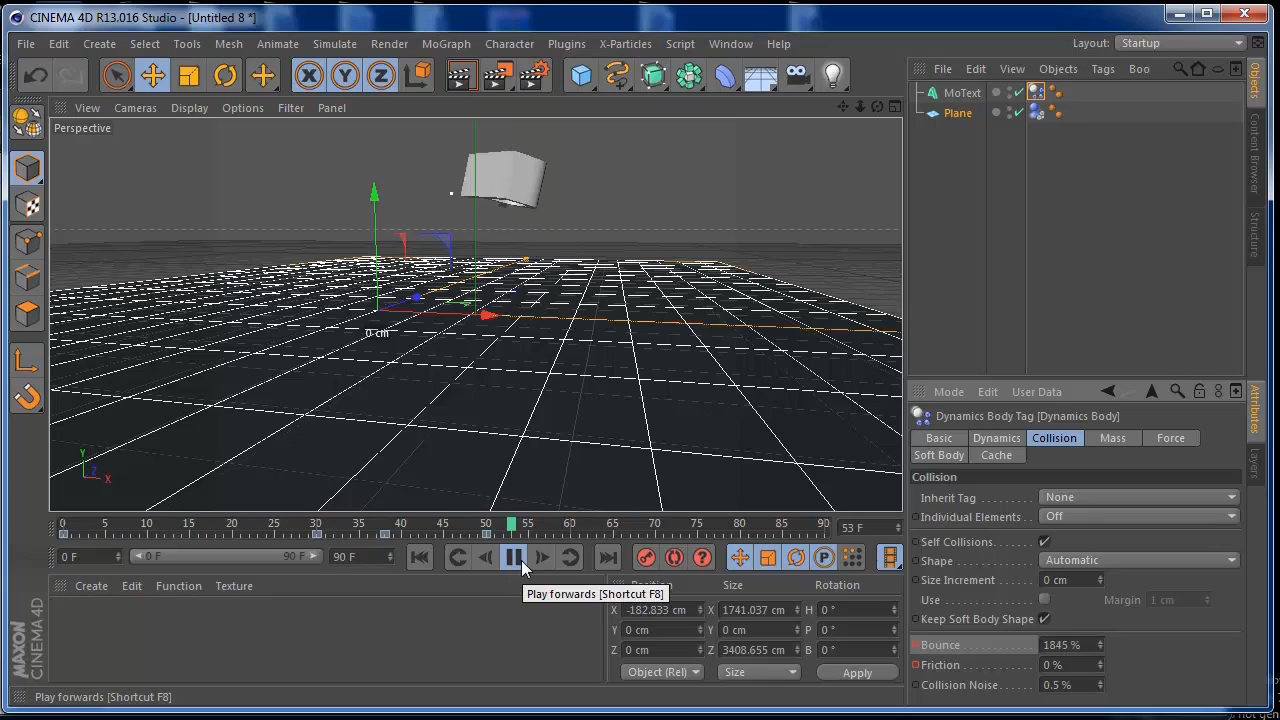 CINEMA 4D R13.016 Studio - [Untitled 8 *]
File Edit Create Select Tools Mesh Animate Simulate Render MoGraph Character Plugins X-Particles Script Window Help Layout: Startup
X Y Z
File Edit View Objects Tags Boo
MoText
Plane
View Cameras Display Options Filter Panel
Perspective
0 cm
Y
Z
X
Objects
Content Browser
Structure
Mode Edit User Data
Dynamics Body Tag [Dynamics Body]
Basic Dynamics Collision Mass Force
Soft Body Cache
Collision
Inherit Tag None
Individual Elements Off
Self Collisions
Shape Automatic
Size Increment 0 cm
Use Margin 1 cm
Keep Soft Body Shape
Bounce 1845 %
Friction 0 %
Collision Noise 0.5 %
Attributes
Layers
0 5 10 15 20 25 30 35 40 45 50 55 60 65 70 75 80 85 90 53 F
0 F 0 F 90 F 90 F
P
Play forwards [Shortcut F8]
Create Edit Function Texture
Size Rotation
X -182.833 cm X 1741.037 cm H 0 °
Y 0 cm Y 0 cm P 0 °
Z 0 cm Z 3408.655 cm B 0 °
Object (Rel) Size Apply
MAXON
CINEMA 4D
Play forwards [Shortcut F8]